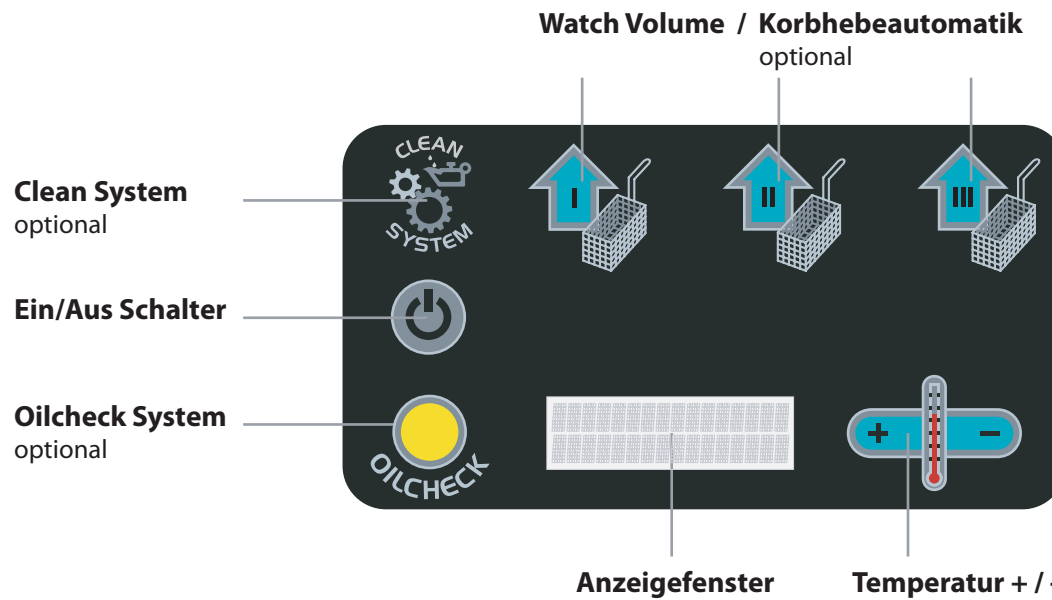 Watch Volume / Korbhebeautomatik
optional
CLEAN
SYSTEM
I
II
III
Clean System
optional
Ein/Aus Schalter
Oilcheck System
optional
OILCHECK
+ −
Anzeigefenster
Temperatur + / -